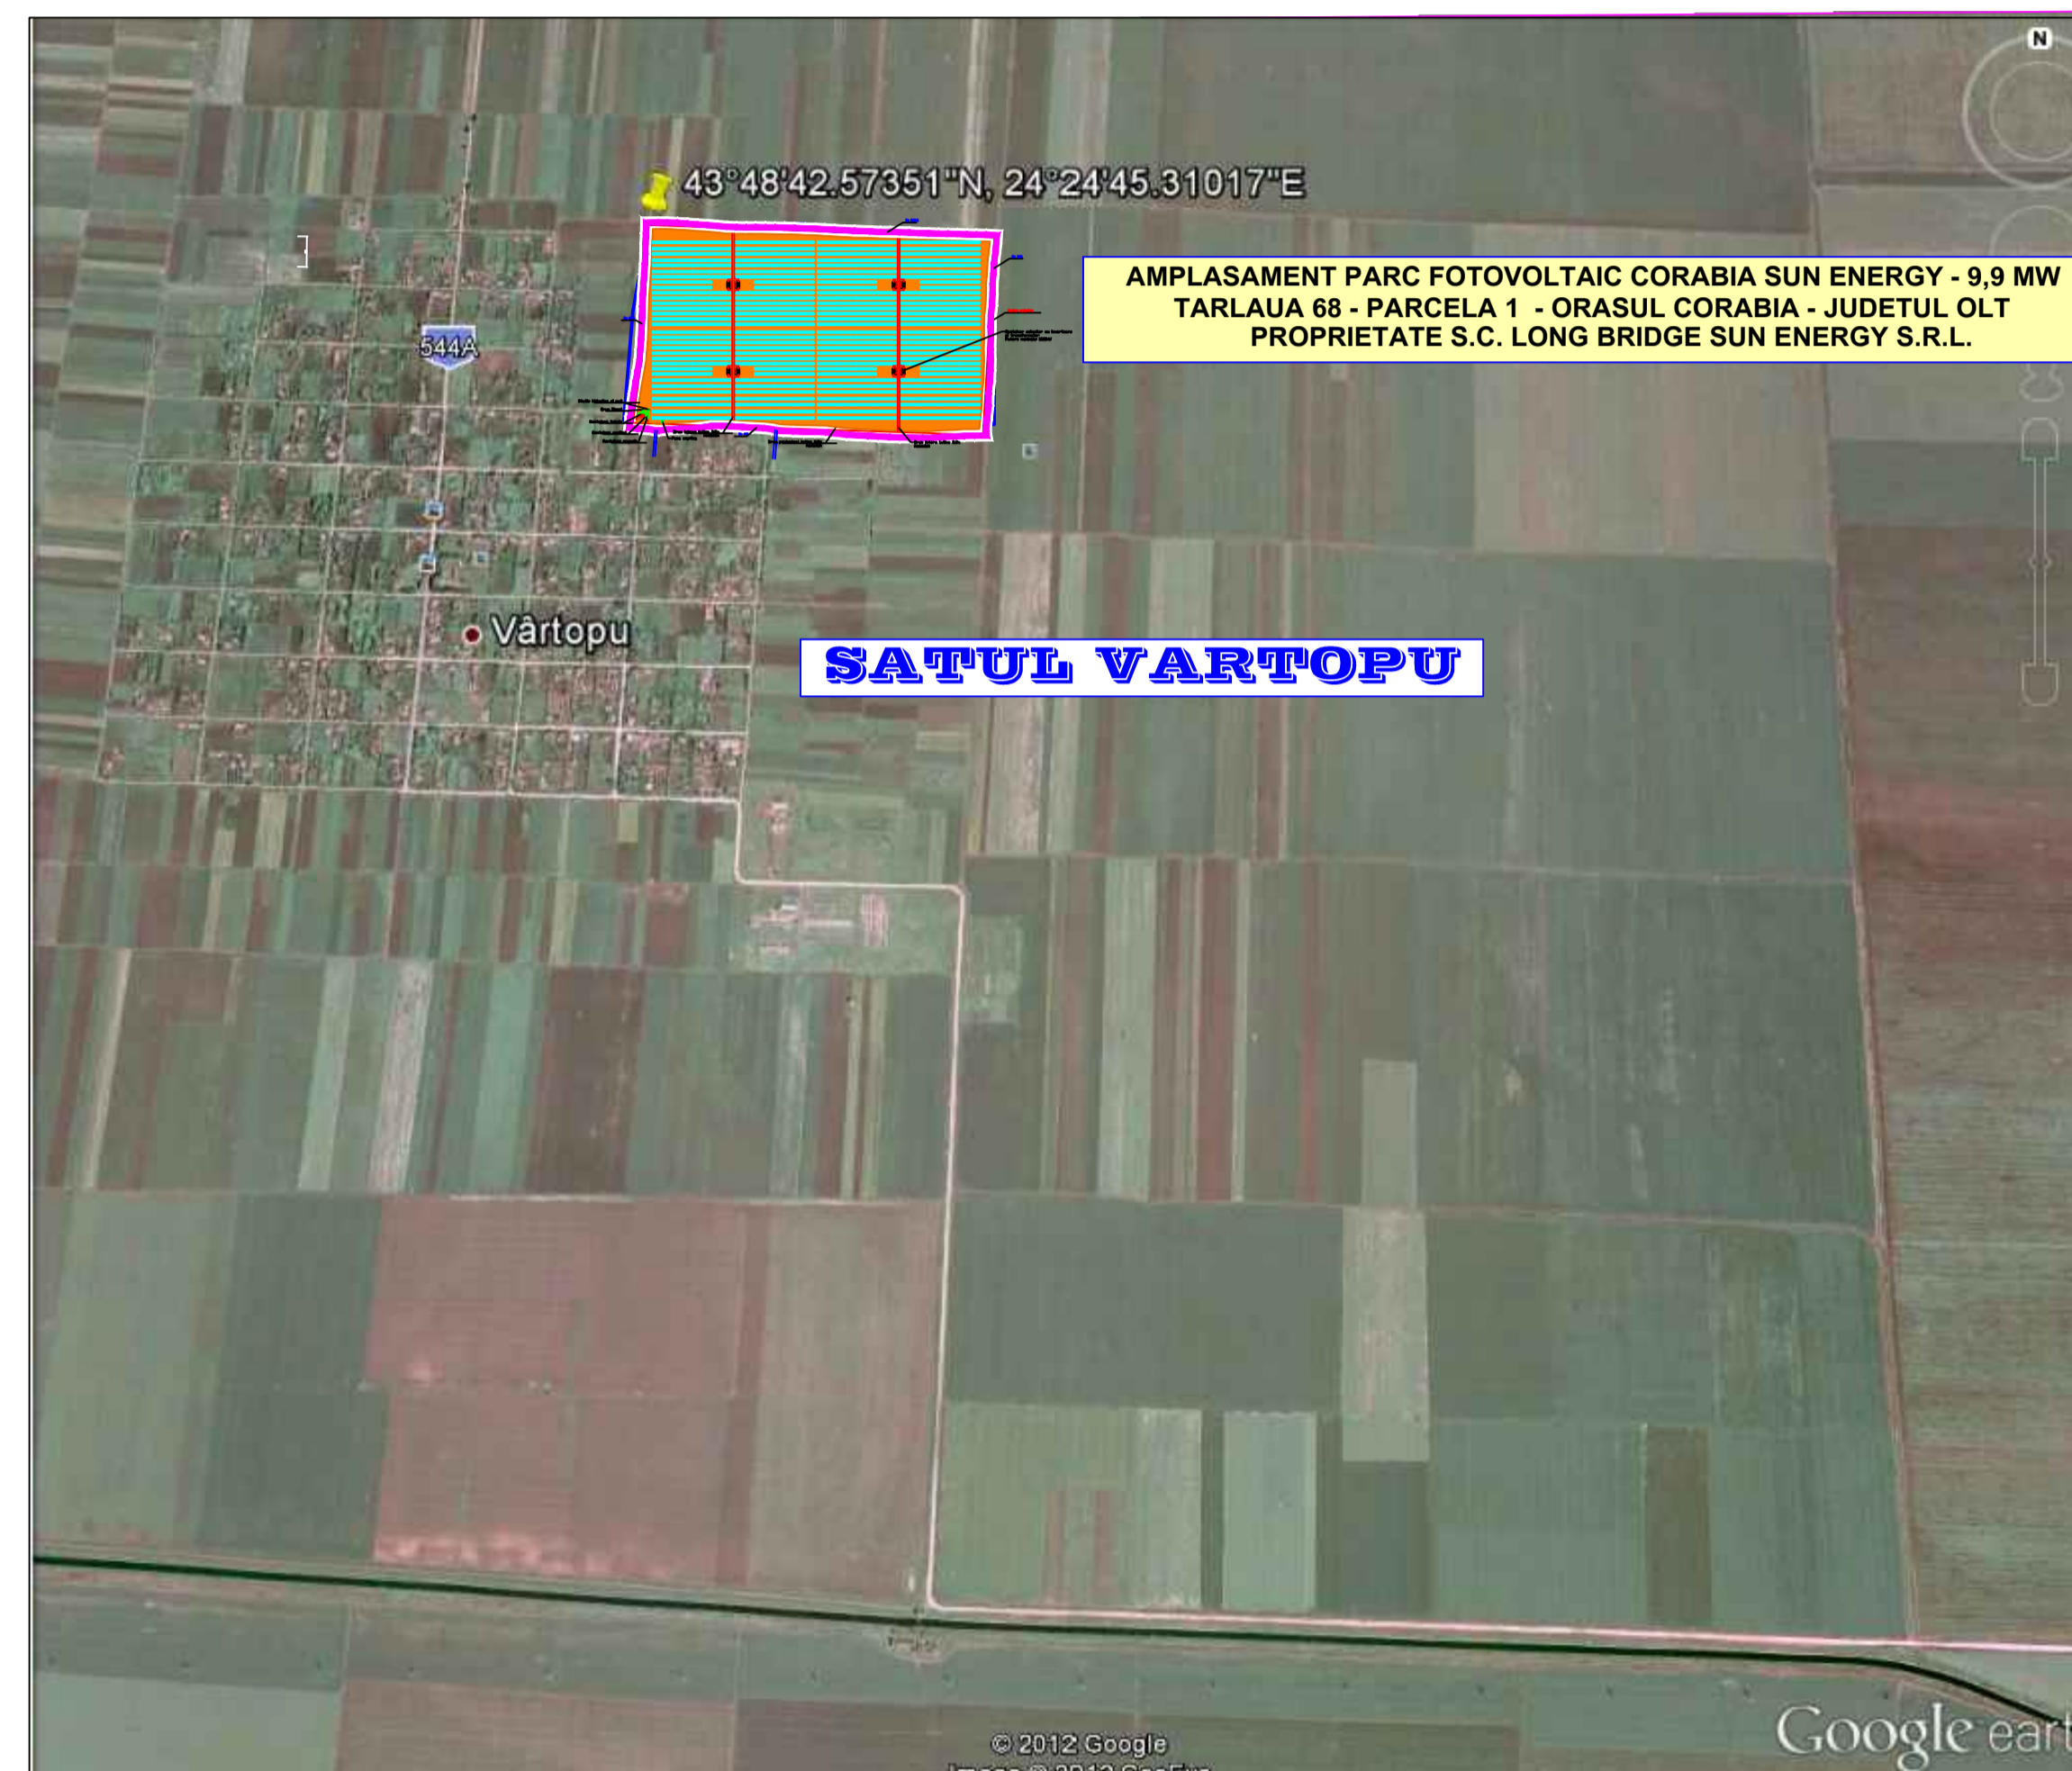 N
43°48'42.57351"N, 24°24'45.31017"E
AMPLASAMENT PARC FOTOVOLTAIC CORABIA SUN ENERGY - 9,9 MW
TARLAUA 68 - PARCELA 1 - ORASUL CORABIA - JUDETUL OLT
PROPRIETATE S.C. LONG BRIDGE SUN ENERGY S.R.L.
544A
Vârtopu
SATUL VARTOPU
© 2012 Google
Google eart